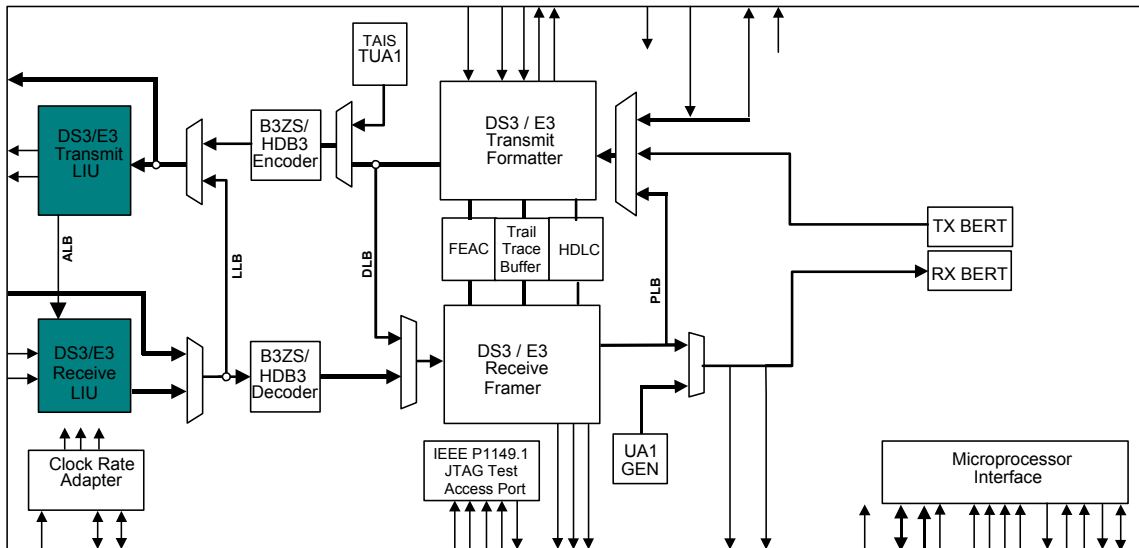 TAIS
TUA1
DS3/E3
Transmit
LIU
B3ZS/
HDB3
Encoder
DS3 / E3
Transmit
Formatter
ALB
LLB
DLB
FEAC
Trail
Trace
Buffer
HDLC
PLB
TX BERT
RX BERT
DS3/E3
Receive
LIU
B3ZS/
HDB3
Decoder
DS3 / E3
Receive
Framer
Clock Rate
Adapter
IEEE P1149.1
JTAG Test
Access Port
UA1
GEN
Microprocessor
Interface